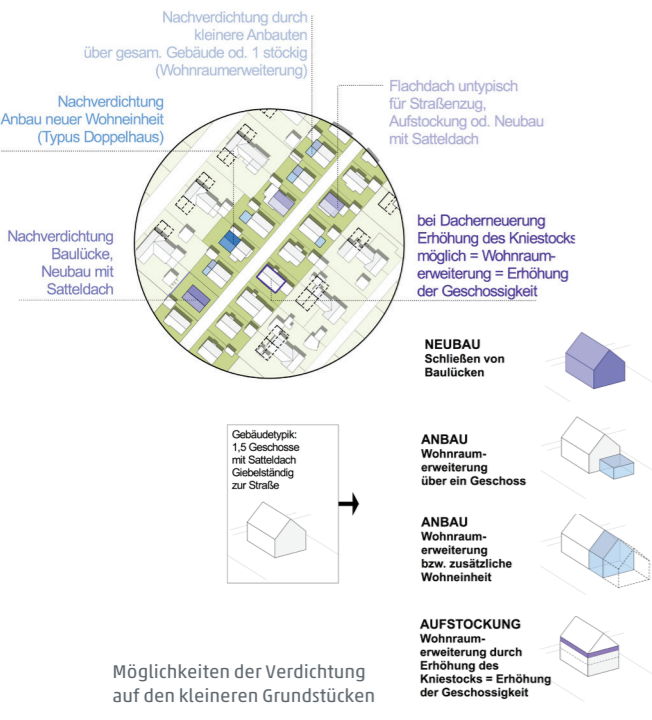 Nachverdichtung durch
kleinere Anbauten
über gesam. Gebäude od. 1 stöckig
(Wohnraumerweiterung)
Nachverdichtung
Anbau neuer Wohneinheit
(Typus Doppelhaus)
Nachverdichtung
Baulücke,
Neubau mit
Satteldach
Flachdach untypisch
für Straßenzug,
Aufstockung od. Neubau
mit Satteldach
bei Dacherneuerung
Erhöhung des Kniestocks
möglich = Wohnraum-
erweiterung = Erhöhung
der Geschossigkeit
Gebäudetypik:
1,5 Geschosse
mit Satteldach
Giebelständig
zur Straße
NEUBAU
Schließen von
Baulücken
ANBAU
Wohnraum-
erweiterung
über ein Geschoss
ANBAU
Wohnraum-
erweiterung
bzw. zusätzliche
Wohneinheit
AUFSTOCKUNG
Wohnraum-
erweiterung durch
Erhöhung des
Kniestocks = Erhöhung
der Geschossigkeit
Möglichkeiten der Verdichtung
auf den kleineren Grundstücken